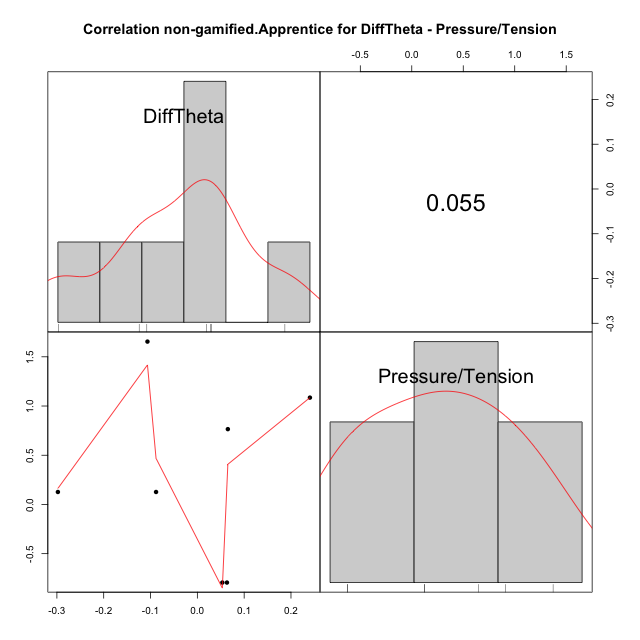 Correlation non-gamified.Apprentice for DiffTheta - Pressure/Tension
-0.5 0.0 0.5 1.0 1.5
DiffTheta
0.055
0.2
0.1
0.0
-0.1
-0.2
-0.3
Pressure/Tension
1.5
1.0
0.5
0.0
-0.5
-0.3 -0.2 -0.1 0.0 0.1 0.2